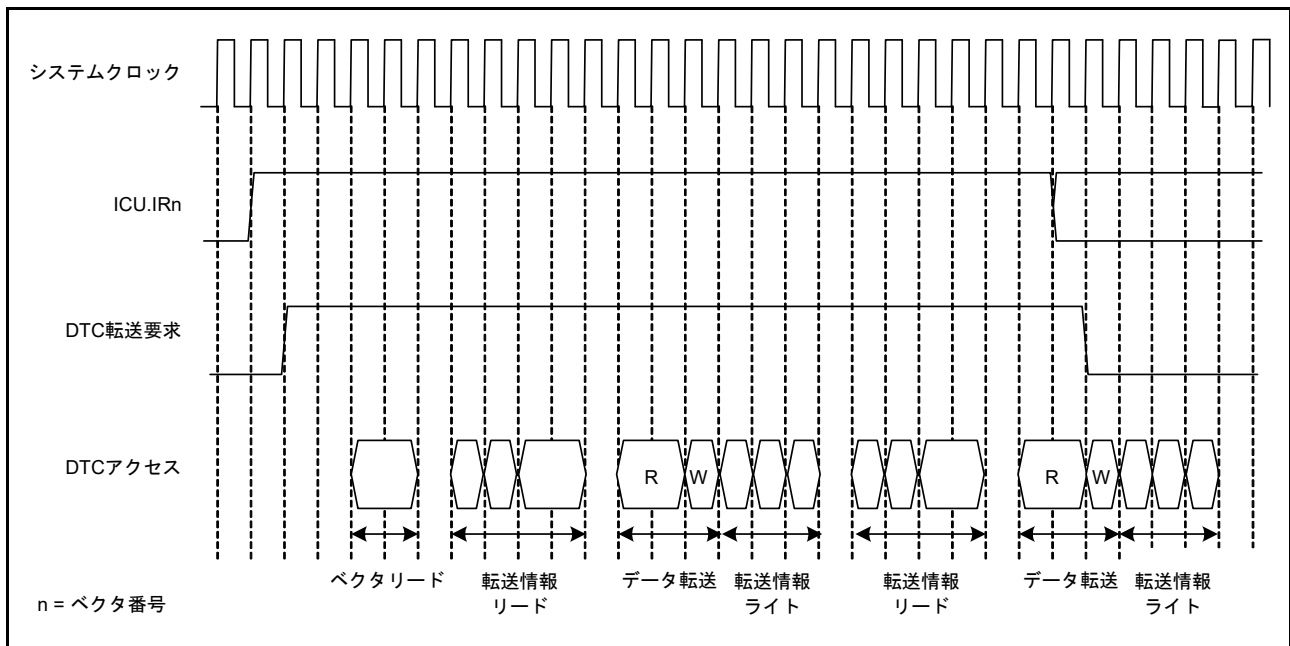 システムクロック
ICU.IRn
DTC転送要求
DTCアクセス
R
W
R
W
ベクタリード
転送情報
リード
データ転送
転送情報
ライト
転送情報
リード
データ転送
転送情報
ライト
n = ベクタ番号